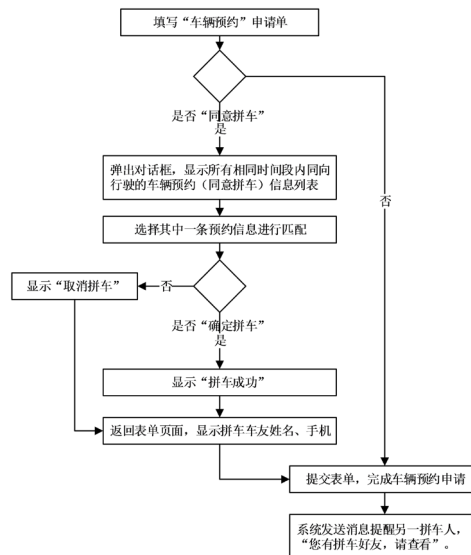 填写“车辆预约”申请单
是否“同意拼车”
是
弹出对话框，显示所有相同时间段内同向
行驶的车辆预约（同意拼车）信息列表
否
选择其中一条预约信息进行匹配
显示“取消拼车”
否
是否“确定拼车”
是
显示“拼车成功”
返回表单页面，显示拼车车友姓名、手机
提交表单，完成车辆预约申请
系统发送消息提醒另一拼车人，
“您有拼车好友，请查看”。